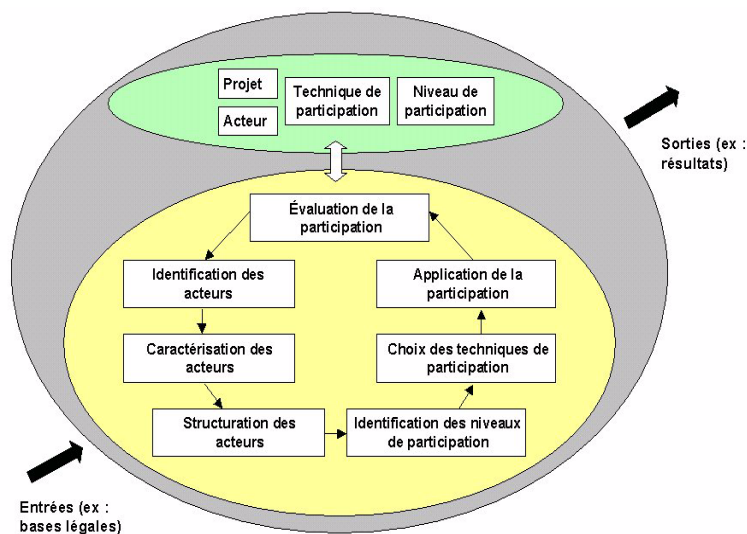 Projet
Acteur
Technique de
participation
Niveau de
participation
Sorties (ex :
résultats)
Évaluation de la
participation
Identification des
acteurs
Application de la
participation
Caractérisation des
acteurs
Choix des techniques de
participation
Structuration des
acteurs
Identification des niveaux
de participation
Entrées (ex :
bases légales)